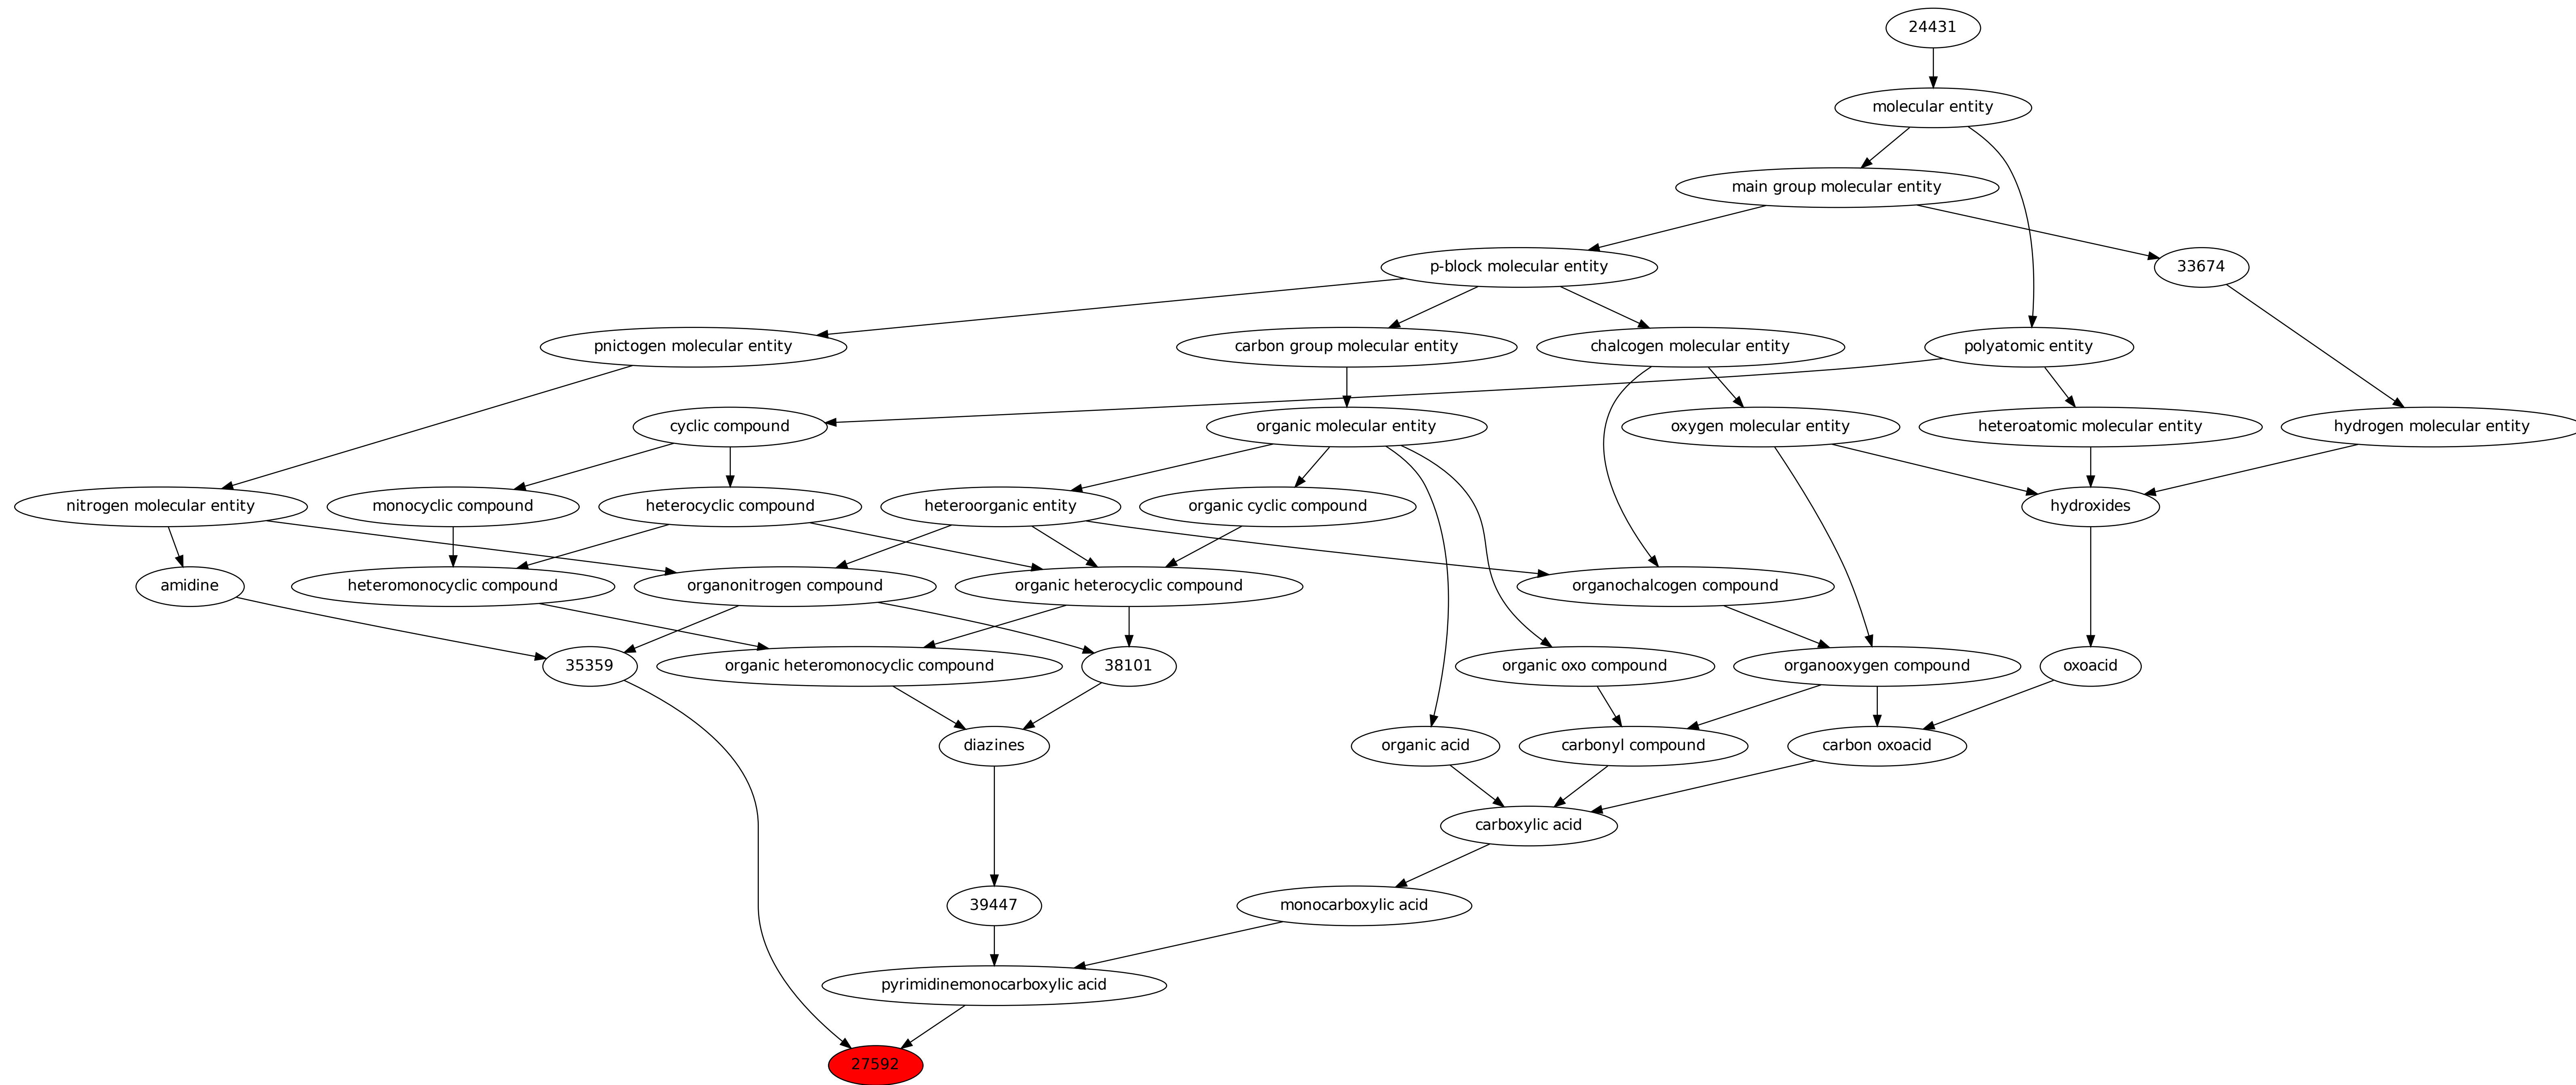 24431
molecular entity
main group molecular entity
p-block molecular entity
33674
pnictogen molecular entity
carbon group molecular entity
chalcogen molecular entity
polyatomic entity
cyclic compound
organic molecular entity
oxygen molecular entity
heteroatomic molecular entity
hydrogen molecular entity
nitrogen molecular entity
monocyclic compound
heterocyclic compound
heteroorganic entity
organic cyclic compound
hydroxides
amidine
heteromonocyclic compound
organonitrogen compound
organic heterocyclic compound
organochalcogen compound
35359
organic heteromonocyclic compound
38101
organic oxo compound
organooxygen compound
oxoacid
diazines
organic acid
carbonyl compound
carbon oxoacid
carboxylic acid
39447
monocarboxylic acid
pyrimidinemonocarboxylic acid
27592